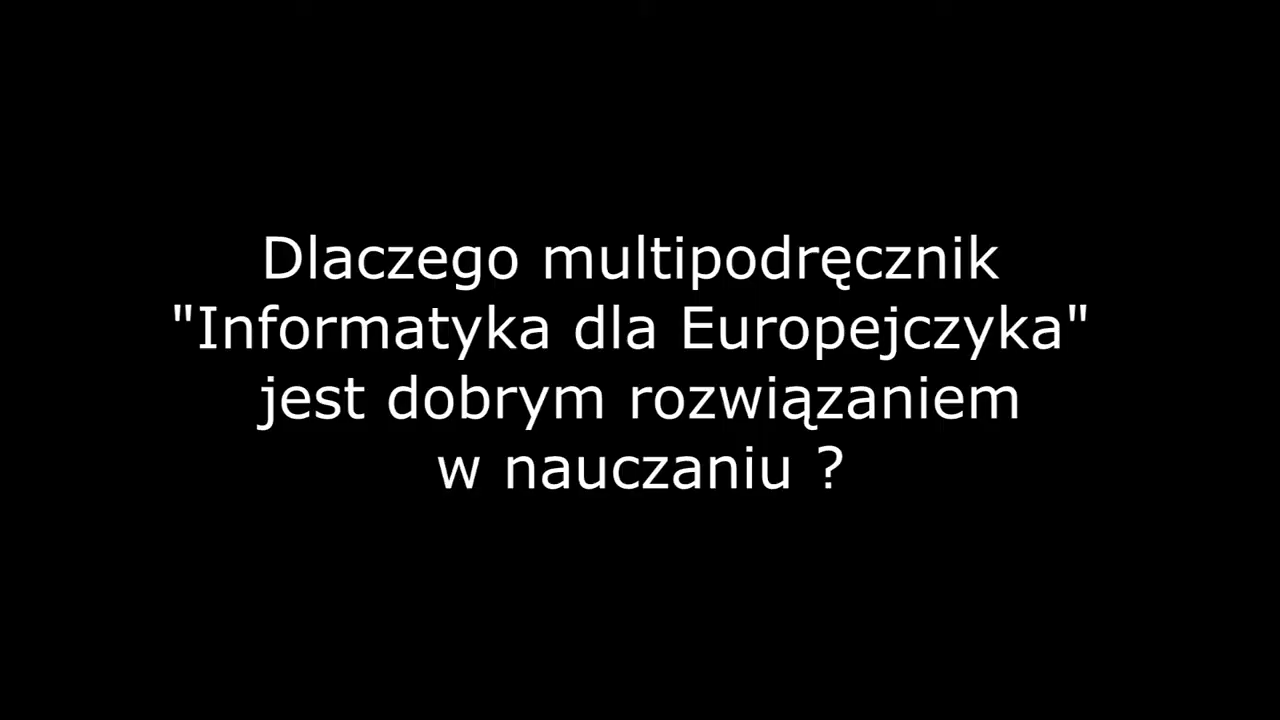 Dlaczego multipodręcznik
"Informatyka dla Europejczyka"
jest dobrym rozwiązaniem
w nauczaniu ?